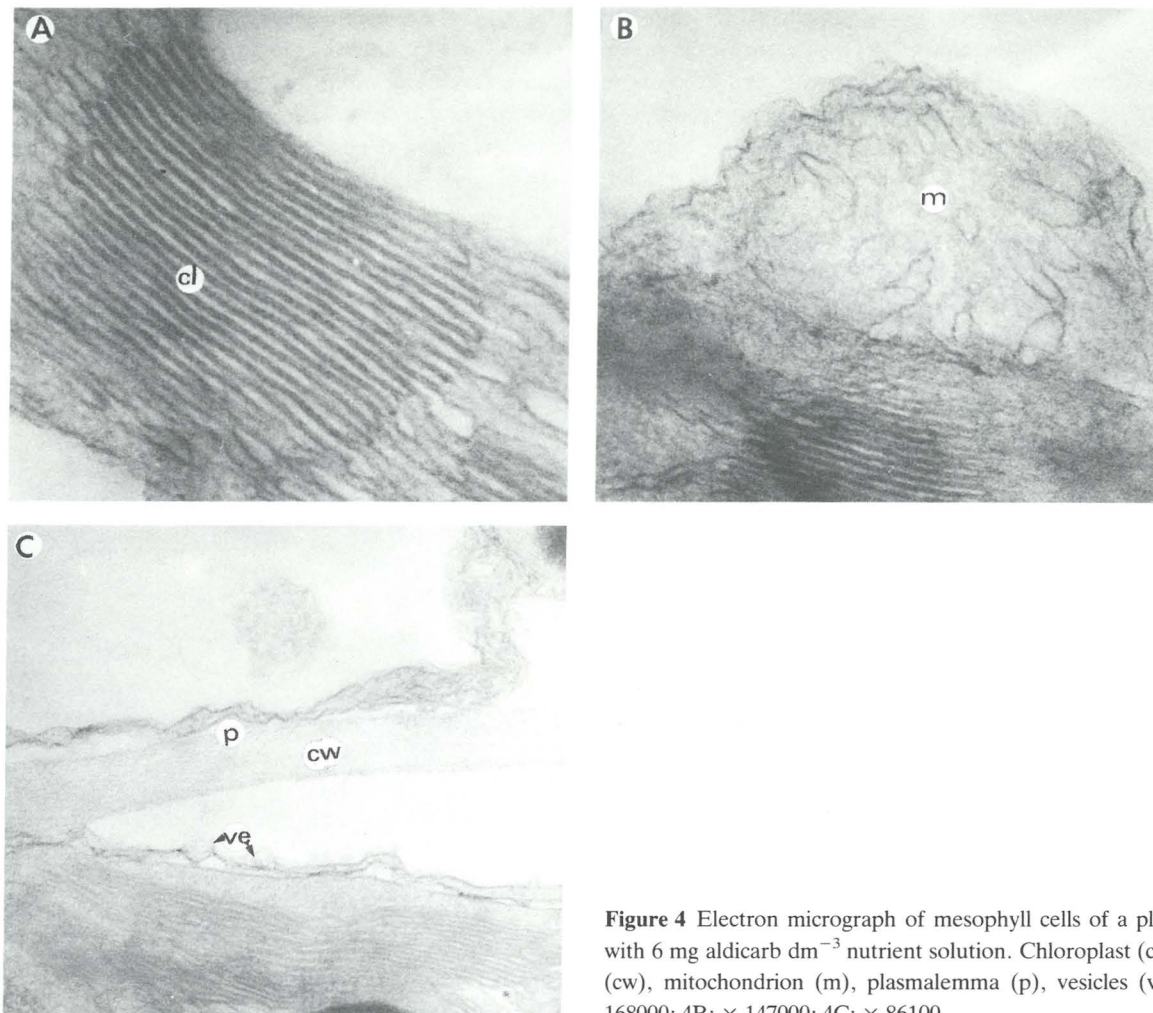 A
B
cl
m
C
p
cw
ve
Figure 4 Electron micrograph of mesophyll cells of a
with 6 mg aldicarb dm⁻³ nutrient solution. Chloroplast
(cw), mitochondrion (m), plasmalemma (p), vesicles
168000; 4B: × 147000; 4C: × 86100